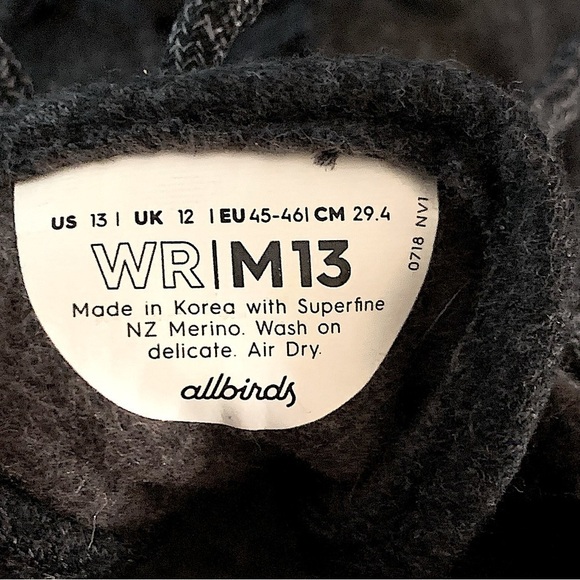 US 13 | UK 12 | EU 45-46 | CM 29.4
WR|M13
Made in Korea with Superfine
NZ Merino. Wash on
delicate. Air Dry.
allbirds
0718 NV1